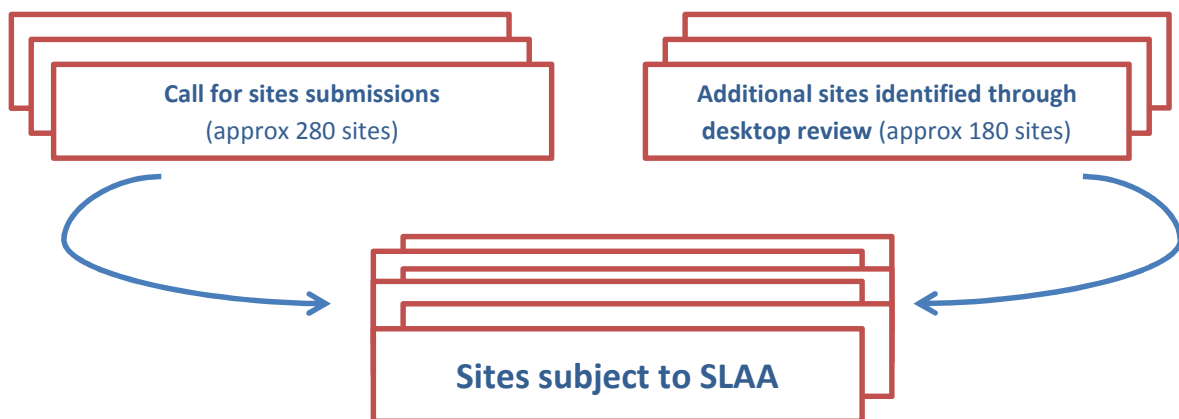 Call for sites submissions
(approx 280 sites)
Additional sites identified through
desktop review (approx 180 sites)
Sites subject to SLAA